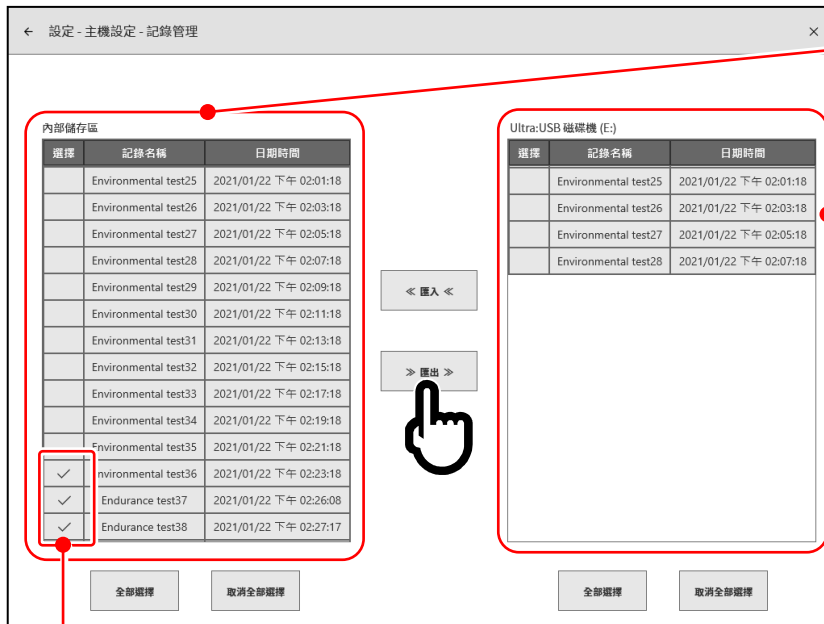 ← 設定 - 主機設定 - 記錄管理 ×
內部儲存區
選擇 記錄名稱 日期時間
Environmental test25 2021/01/22 下午 02:01:18
Environmental test26 2021/01/22 下午 02:03:18
Environmental test27 2021/01/22 下午 02:05:18
Environmental test28 2021/01/22 下午 02:07:18
Environmental test29 2021/01/22 下午 02:09:18
Environmental test30 2021/01/22 下午 02:11:18
Environmental test31 2021/01/22 下午 02:13:18
Environmental test32 2021/01/22 下午 02:15:18
Environmental test33 2021/01/22 下午 02:17:18
Environmental test34 2021/01/22 下午 02:19:18
Environmental test35 2021/01/22 下午 02:21:18
✓ nvironmental test36 2021/01/22 下午 02:23:18
✓ Endurance test37 2021/01/22 下午 02:26:08
✓ Endurance test38 2021/01/22 下午 02:27:17
全部選擇 取消全部選擇
≪ 匯入 ≪
≫ 匯出 ≫
Ultra:USB 磁碟機 (E:)
選擇 記錄名稱 日期時間
Environmental test25 2021/01/22 下午 02:01:18
Environmental test26 2021/01/22 下午 02:03:18
Environmental test27 2021/01/22 下午 02:05:18
Environmental test28 2021/01/22 下午 02:07:18
全部選擇 取消全部選擇